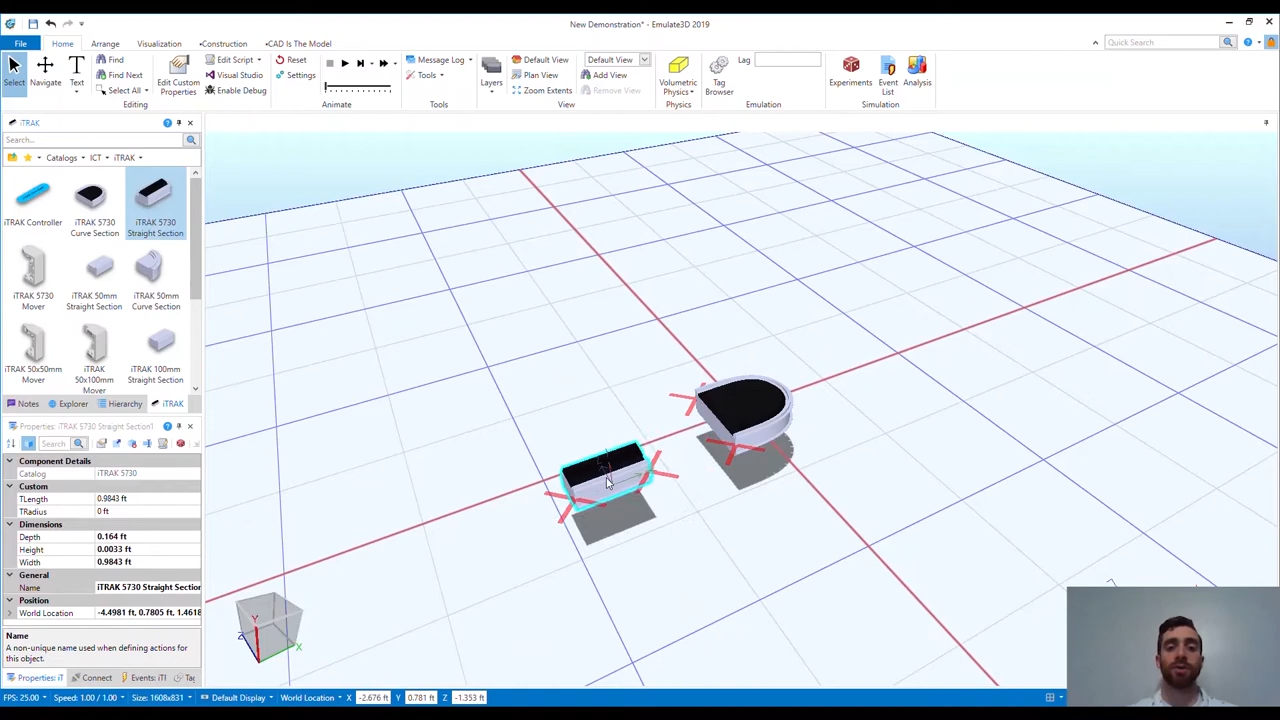 New Demonstration* - Emulate3D 2019
File Home Arrange Visualization Construction CAD Is The Model Quick Search
Select Navigate Text Find Find Next Select All Editing
Edit Custom Properties Edit Script Visual Studio Enable Debug
Reset Settings Animate
Message Log Tools Tools
Layers Default View Plan View Zoom Extents Default View Add View Remove View View
Volumetric Physics Physics
Tag Browser Lag Emulation
Experiments Event List Analysis Simulation
iTRAK
Search...
Catalogs ICT iTRAK
iTRAK Controller
iTRAK 5730 Curve Section
iTRAK 5730 Straight Section
iTRAK 5730 Mover
iTRAK 50mm Straight Section
iTRAK 50mm Curve Section
iTRAK 50x50mm Mover
iTRAK 50x100mm Mover
iTRAK 100mm Straight Section
Notes Explorer Hierarchy iTRAK
Properties: iTRAK 5730 Straight Section1
Search
Component Details
Catalog iTRAK 5730
Custom
TLength 0.9843 ft
TRadius 0 ft
Dimensions
Depth 0.164 ft
Height 0.0033 ft
Width 0.9843 ft
General
Name iTRAK 5730 Straight Section
Position
World Location -4.4981 ft, 0.7805 ft, 1.4618
Name
A non-unique name used when defining actions for
this object.
Properties: iT Connect Events: iTI Tag
Y
Z
X
FPS: 25.00 Speed: 1.00 / 1.00 Size: 1608x831 Default Display World Location X -2.676 ft Y 0.781 ft Z -1.353 ft